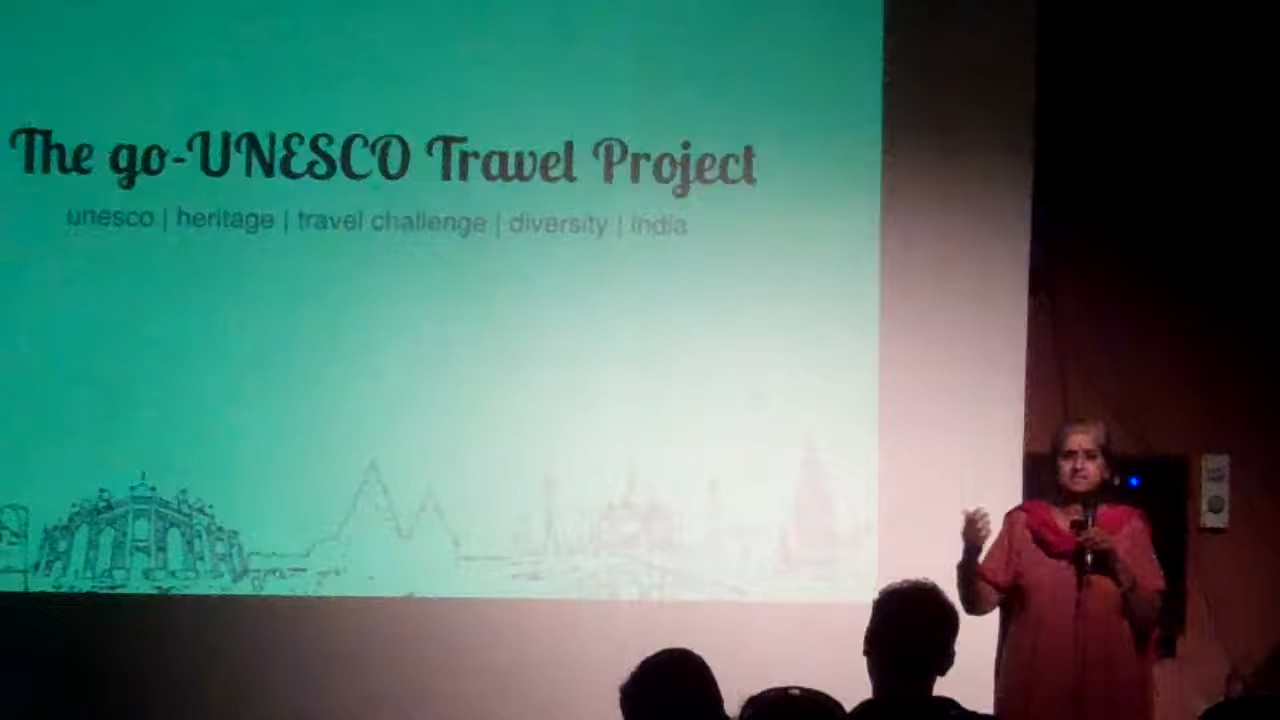 The go-UNESCO Travel Project
unesco | heritage | travel challenge | diversity | india